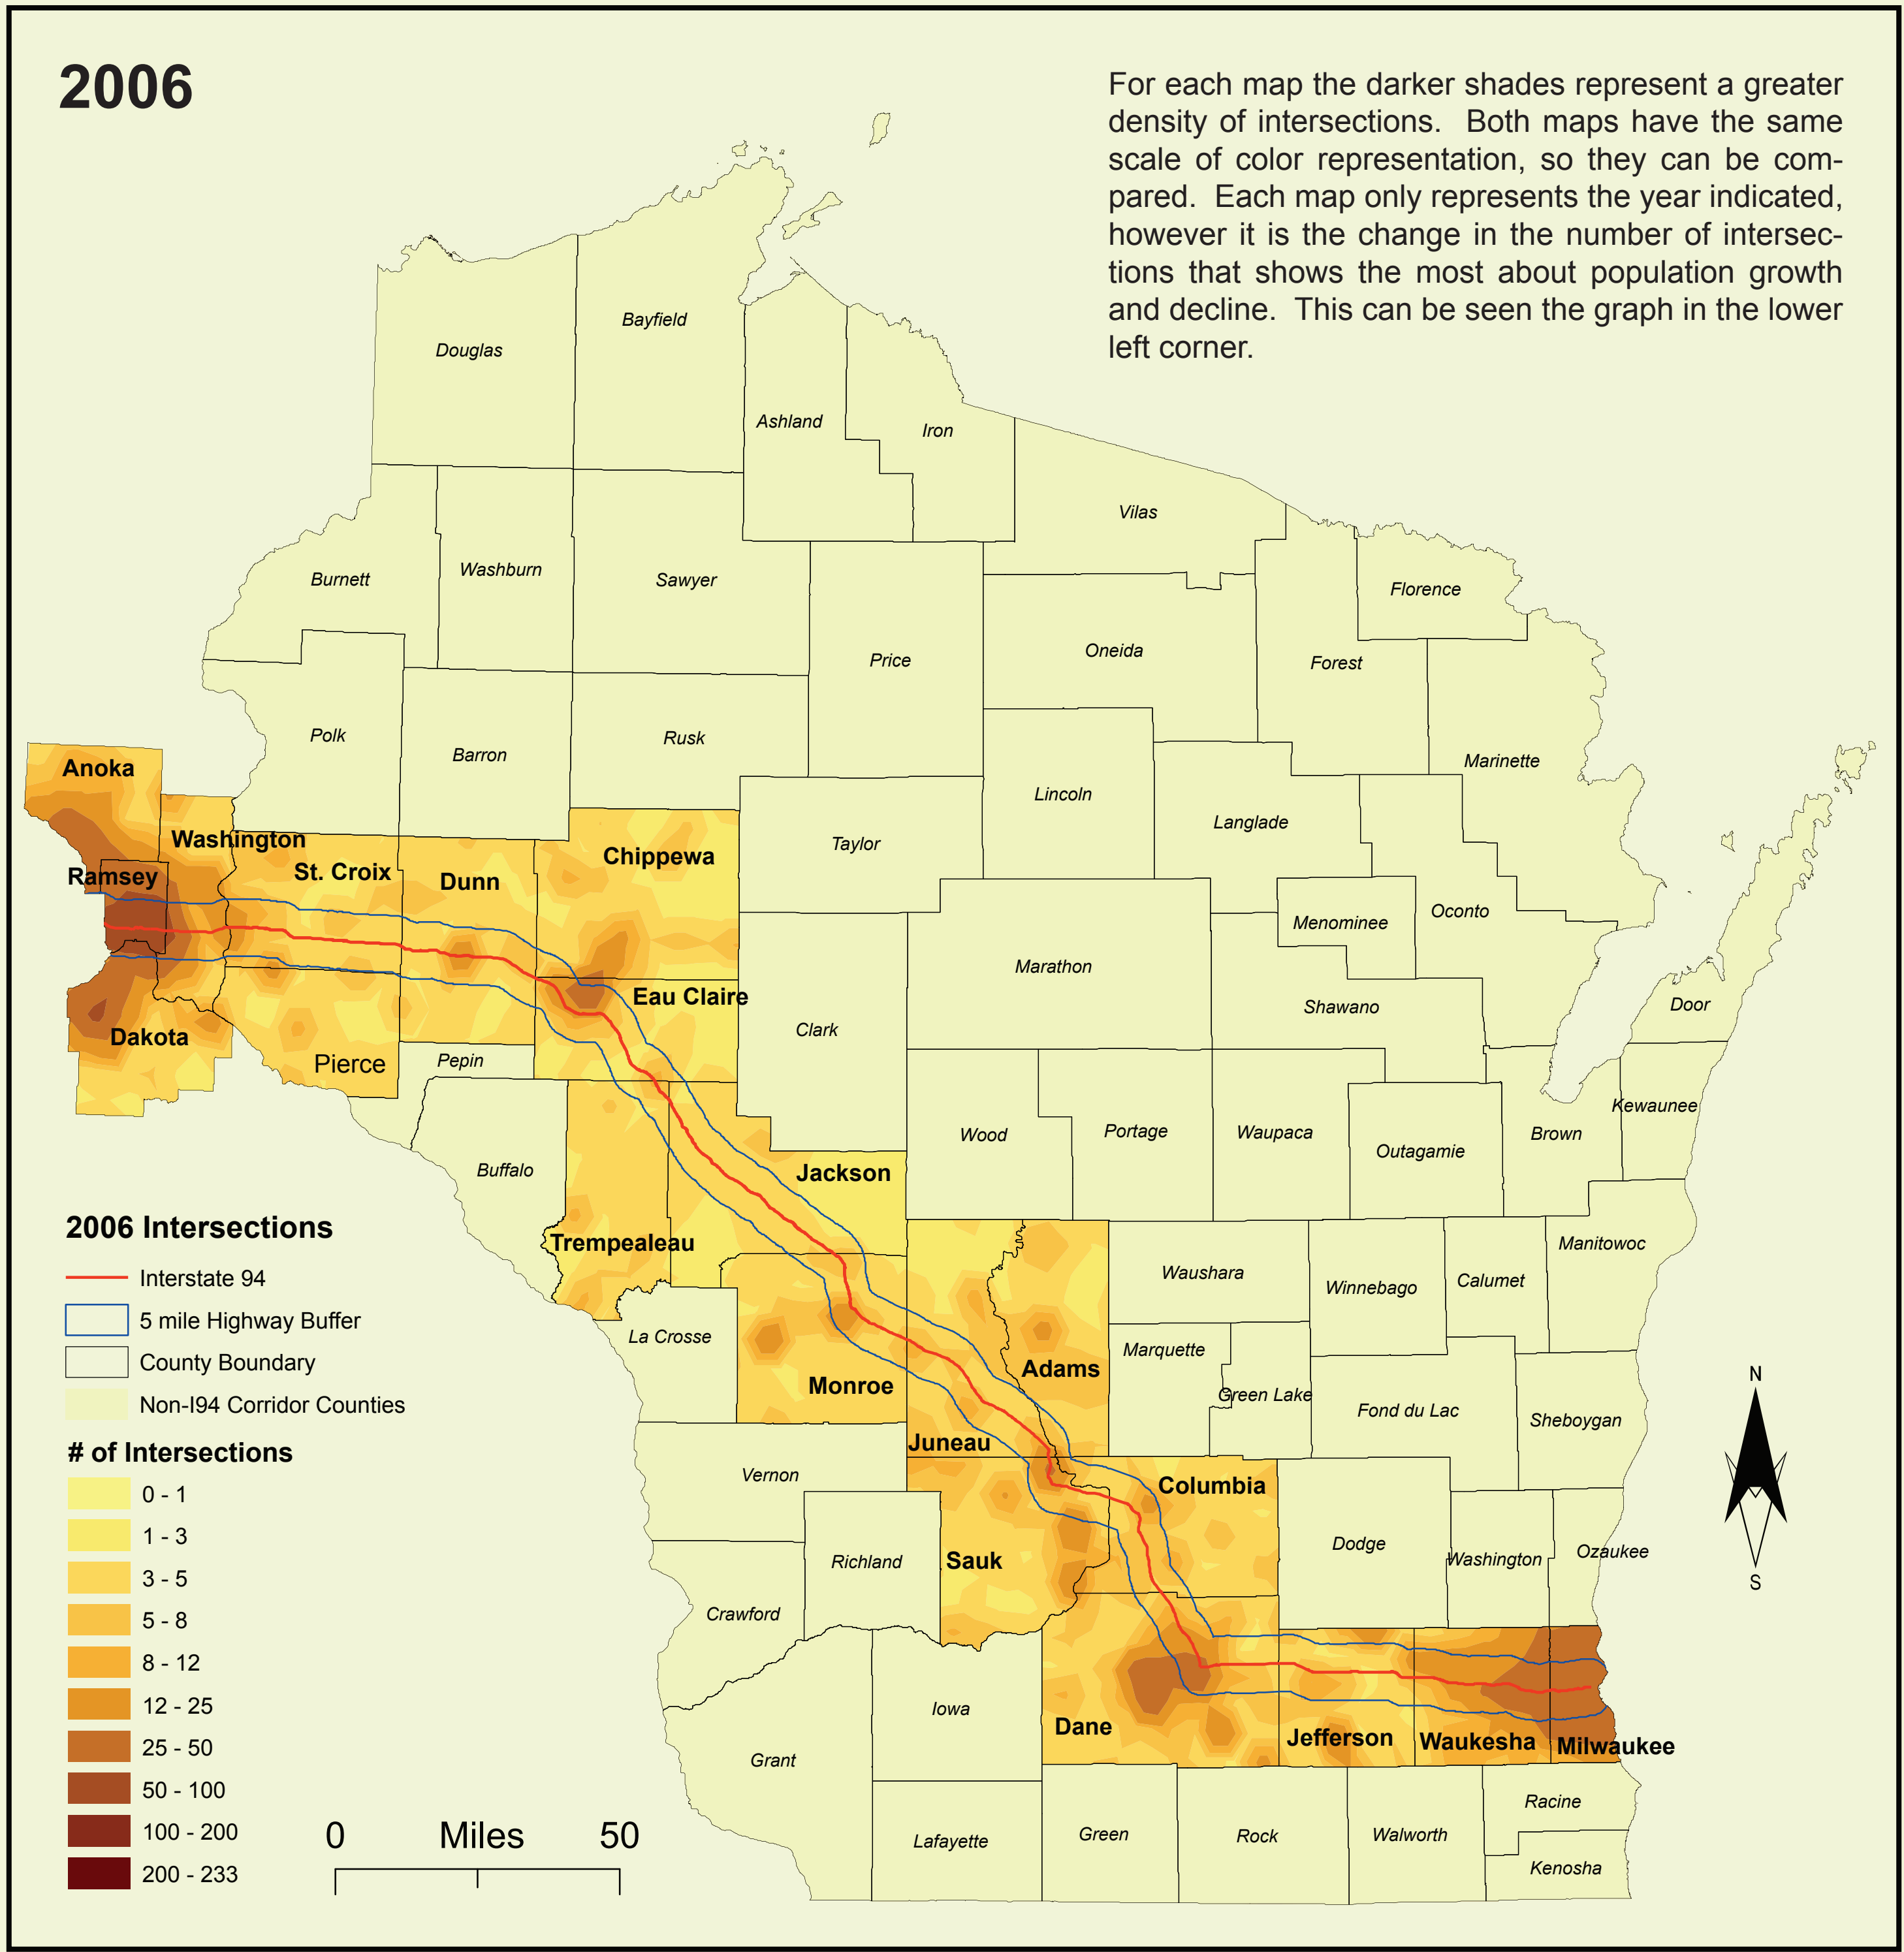 2006
For each map the darker shades represent a greater
density of intersections.  Both maps have the same
scale of color representation, so they can be com-
pared.  Each map only represents the year indicated,
however it is the change in the number of intersec-
tions that shows the most about population growth
and decline.  This can be seen the graph in the lower
left corner.
Bayfield
Douglas
Ashland
Iron
Vilas
Burnett
Washburn
Sawyer
Florence
Price
Oneida
Forest
Polk
Barron
Rusk
Marinette
Anoka
Lincoln
Langlade
Washington
Taylor
Chippewa
St. Croix
Ramsey
Dunn
Menominee
Oconto
Marathon
Eau Claire
Shawano
Door
Clark
Dakota
Pierce
Pepin
Kewaunee
Wood
Portage
Waupaca
Brown
Outagamie
Buffalo
Jackson
Trempealeau
Manitowoc
Waushara
Winnebago
Calumet
La Crosse
Marquette
Adams
Monroe
Green Lake
Fond du Lac
Sheboygan
Juneau
Vernon
Columbia
Richland
Sauk
Dodge
Washington
Ozaukee
Crawford
Iowa
Dane
Jefferson
Waukesha
Milwaukee
Grant
Racine
Lafayette
Green
Rock
Walworth
Kenosha
N
S
2006 Intersections
Interstate 94
5 mile Highway Buffer
County Boundary
Non-I94 Corridor Counties
# of Intersections
0 - 1
1 - 3
3 - 5
5 - 8
8 - 12
12 - 25
25 - 50
50 - 100
100 - 200
200 - 233
0 Miles 50